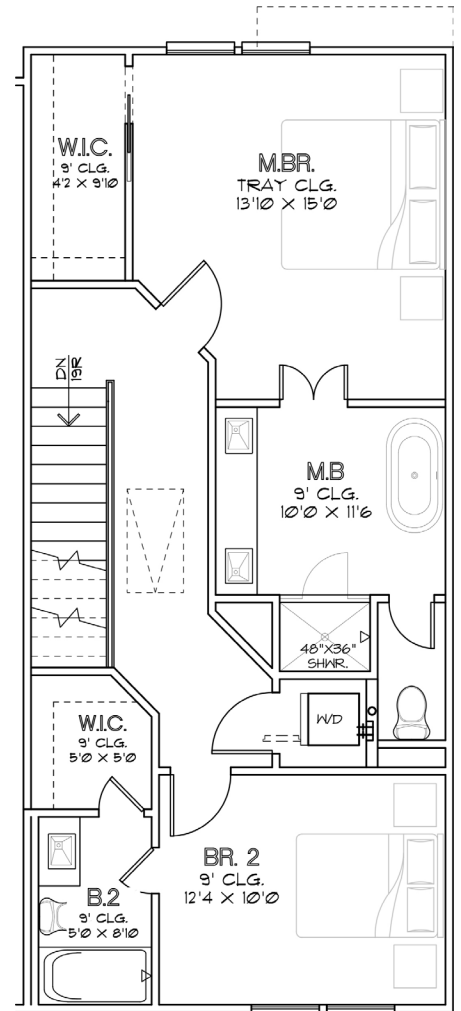 W.I.C.
9' CLG.
4'2 X 9'10
M.BR.
TRAY CLG.
13'10 X 15'0
DN
19R
M.B
9' CLG.
10'0 X 11'6
48"X36"
SHWR.
W.I.C.
9' CLG.
5'0 X 5'0
W/D
BR. 2
9' CLG.
12'4 X 10'0
B.2
9' CLG.
5'0 X 8'10